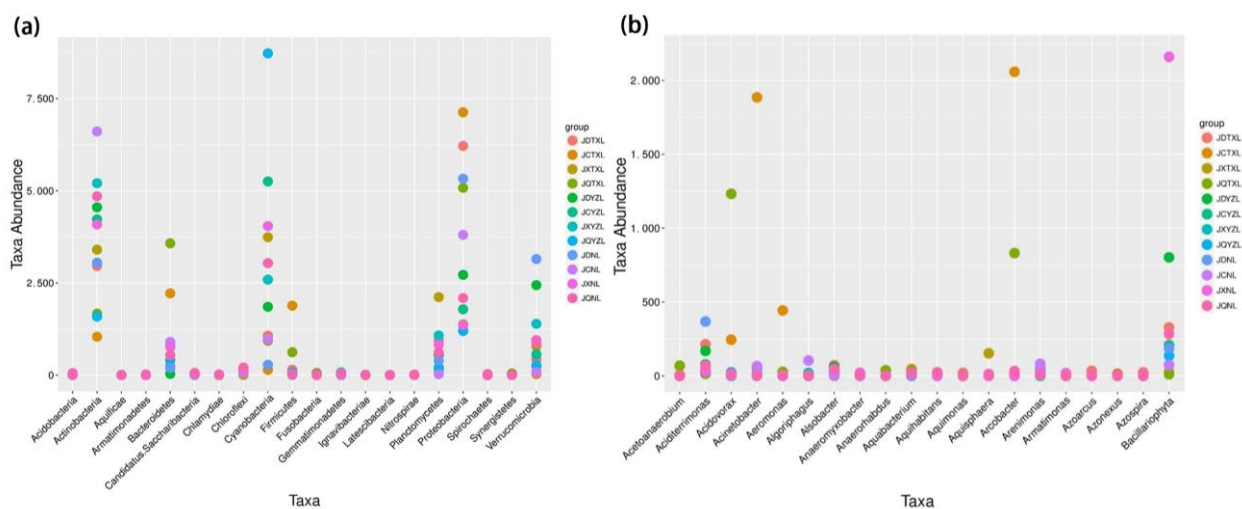 (a)
Taxa Abundance
7.500
5.000
2.500
0
Acidobacteria
Actinobacteria
Aquificae
Armatimonadetes
Bacteroidetes
Candidatus.Saccharibacteria
Chlamydiae
Chloroflexi
Cyanobacteria
Firmicutes
Fusobacteria
Gemmatimonadetes
Ignavibacteriae
Latescibacteria
Nitrospirae
Planctomycetes
Proteobacteria
Spirochaetes
Synergistetes
Verrucomicrobia
Taxa
group
JDTXL
JCTXL
JXTXL
JQTXL
JDYZL
JCYZL
JXYZL
JQYZL
JDNL
JCNL
JXNL
JQNL
(b)
Taxa Abundance
2.000
1.500
1.000
500
0
Acetoanaerobium
Aciditerrimonas
Acidovorax
Acinetobacter
Aeromonas
Algoriphagus
Alsobacter
Anaeromyxobacter
Anaerorhabdus
Aquabacterium
Aquihabitans
Aquimonas
Aquisphaera
Arcobacter
Arenimonas
Armatimonas
Azoarcus
Azonexus
Azospira
Bacillariophyta
Taxa
group
JDTXL
JCTXL
JXTXL
JQTXL
JDYZL
JCYZL
JXYZL
JQYZL
JDNL
JCNL
JXNL
JQNL